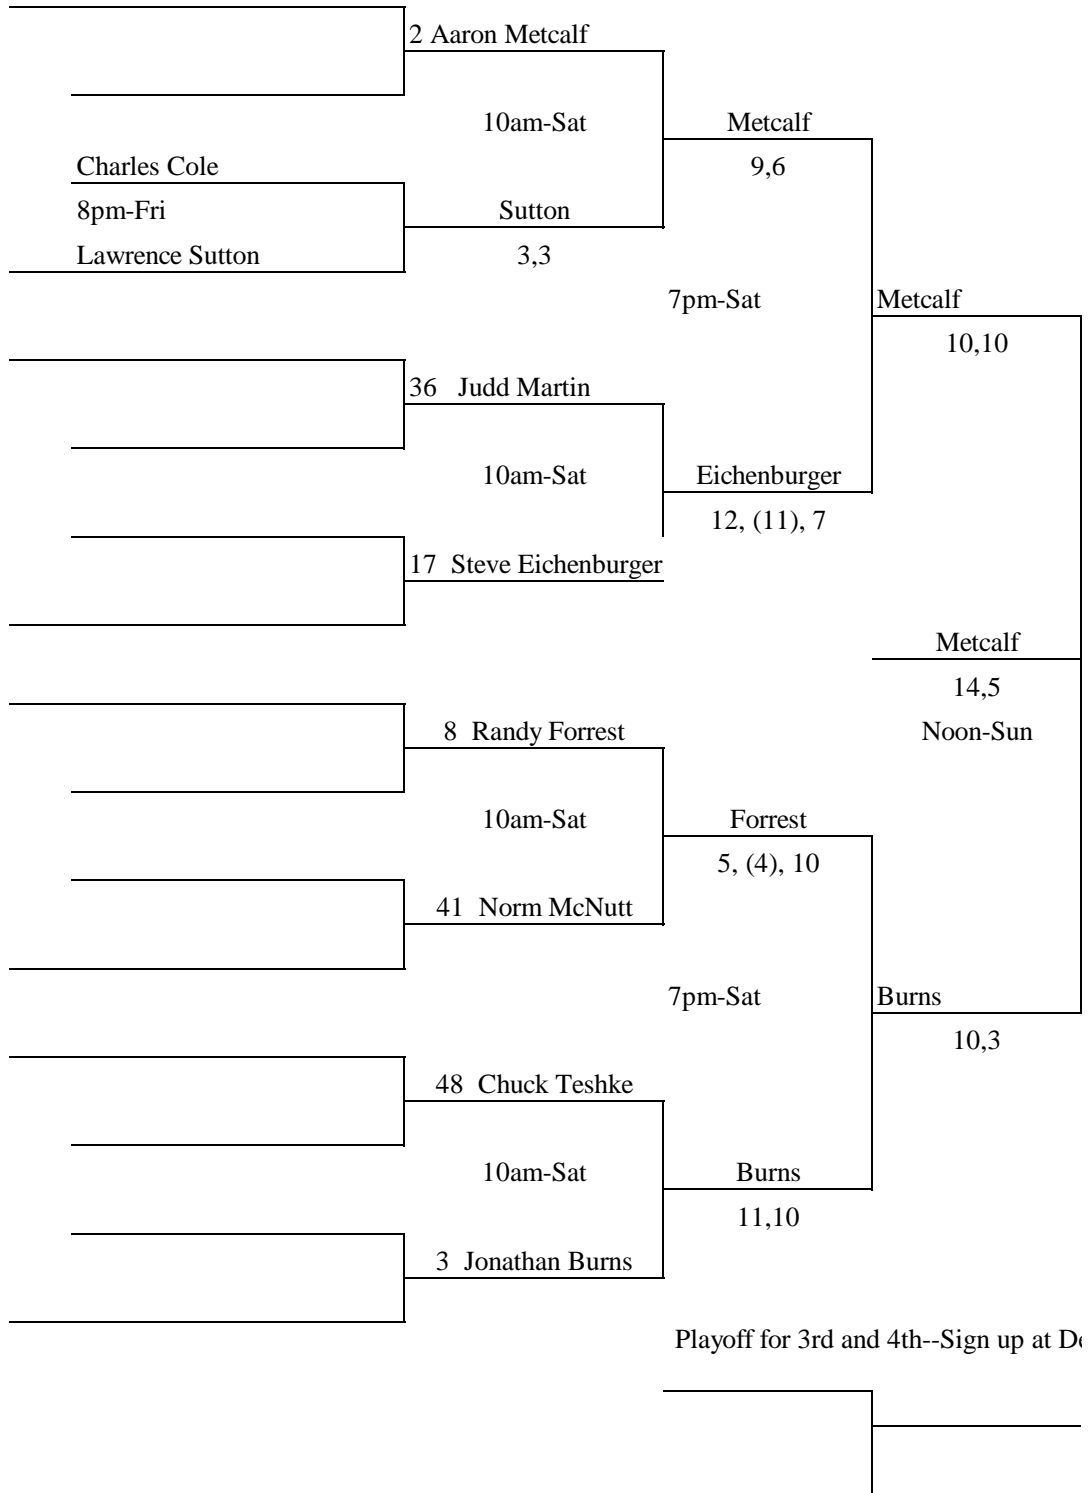 2 Aaron Metcalf
10am-Sat
Metcalf
Charles Cole
9,6
8pm-Fri
Sutton
Lawrence Sutton
3,3
7pm-Sat
Metcalf
10,10
36 Judd Martin
10am-Sat
Eichenburger
12, (11), 7
17 Steve Eichenburger
Metcalf
14,5
8 Randy Forrest
Noon-Sun
10am-Sat
Forrest
5, (4), 10
41 Norm McNutt
7pm-Sat
Burns
10,3
48 Chuck Teshke
10am-Sat
Burns
11,10
3 Jonathan Burns
Playoff for 3rd and 4th--Sign up at